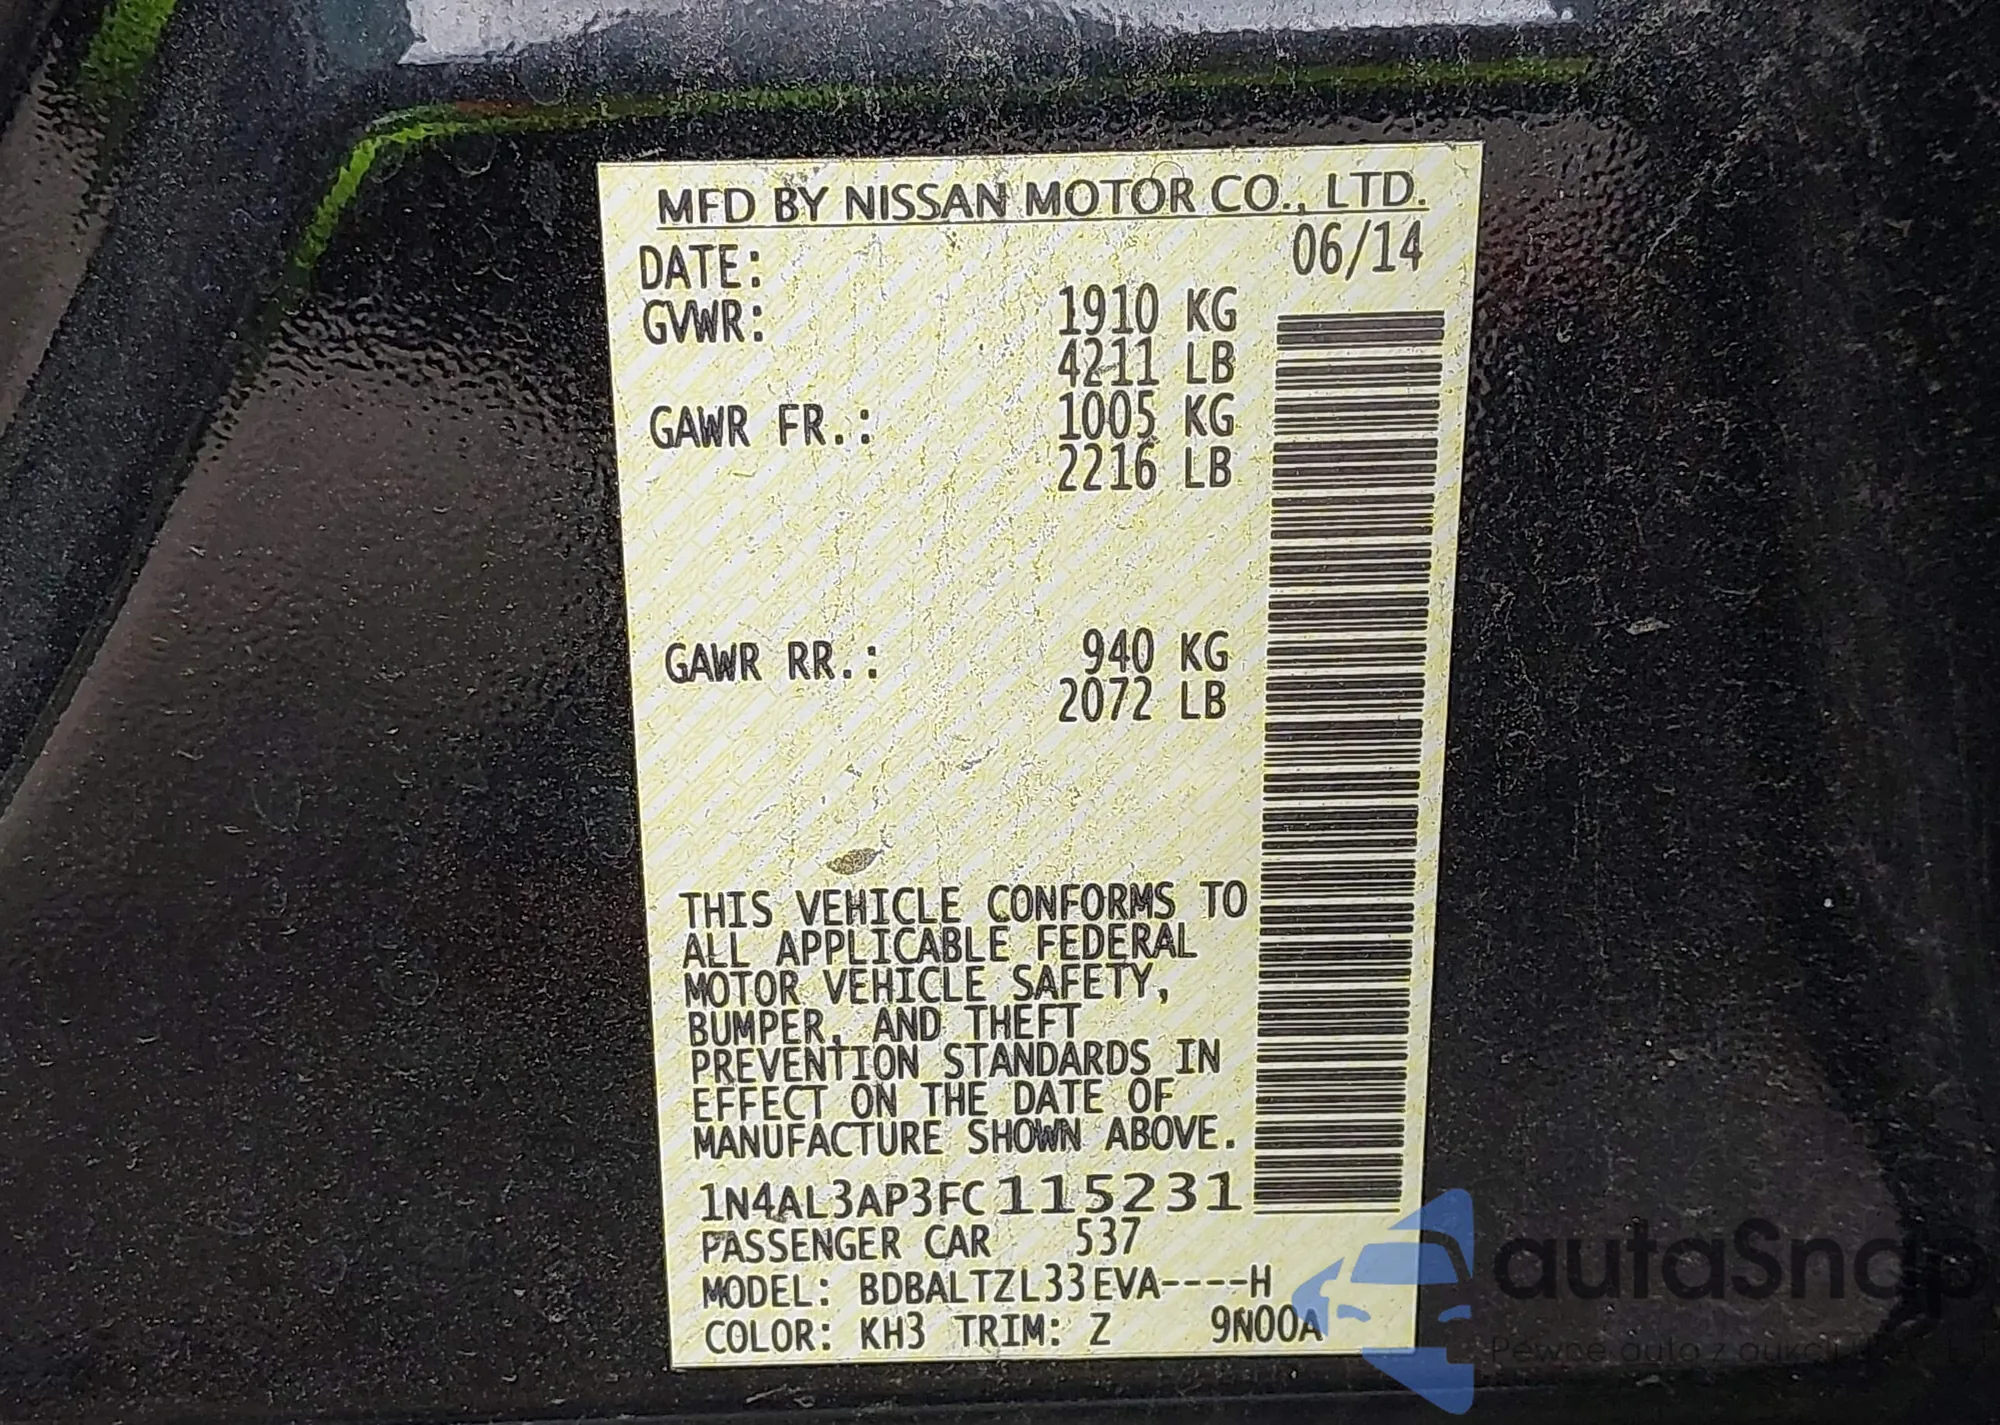 MFD BY NISSAN MOTOR CO., LTD.
DATE: 06/14
GVWR: 1910 KG
4211 LB
GAWR FR.: 1005 KG
2216 LB
GAWR RR.: 940 KG
2072 LB
THIS VEHICLE CONFORMS TO
ALL APPLICABLE FEDERAL
MOTOR VEHICLE SAFETY,
BUMPER, AND THEFT
PREVENTION STANDARDS IN
EFFECT ON THE DATE OF
MANUFACTURE SHOWN ABOVE.
1N4AL3AP3FC115231
PASSENGER CAR 537
MODEL: BDBALTZL33EVA----H
COLOR: KH3 TRIM: Z 9N00A
autaSnap
Pewne auto z aukcji